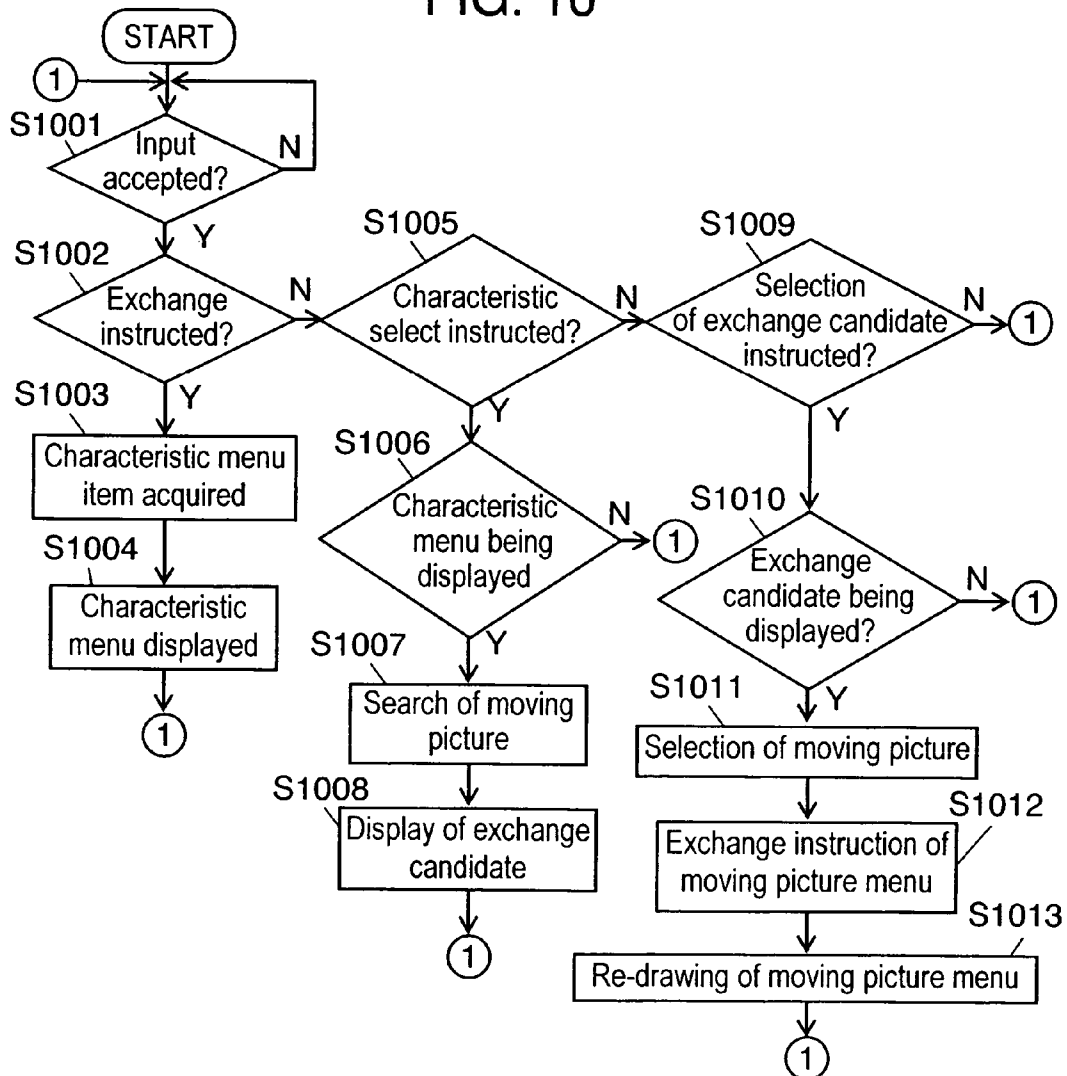 FIG. 10
START
1
S1001
Input
accepted?
N
Y
S1002
Exchange
instructed?
N
Y
S1003
Characteristic menu
item acquired
S1004
Characteristic
menu displayed
1
S1005
Characteristic
select instructed?
N
Y
S1006
Characteristic
menu being
displayed
N
1
Y
S1007
Search of moving
picture
S1008
Display of exchange
candidate
1
S1009
Selection
of exchange candidate
instructed?
N
1
Y
S1010
Exchange
candidate being
displayed?
N
1
Y
S1011
Selection of moving picture
S1012
Exchange instruction of
moving picture menu
S1013
Re-drawing of moving picture menu
1